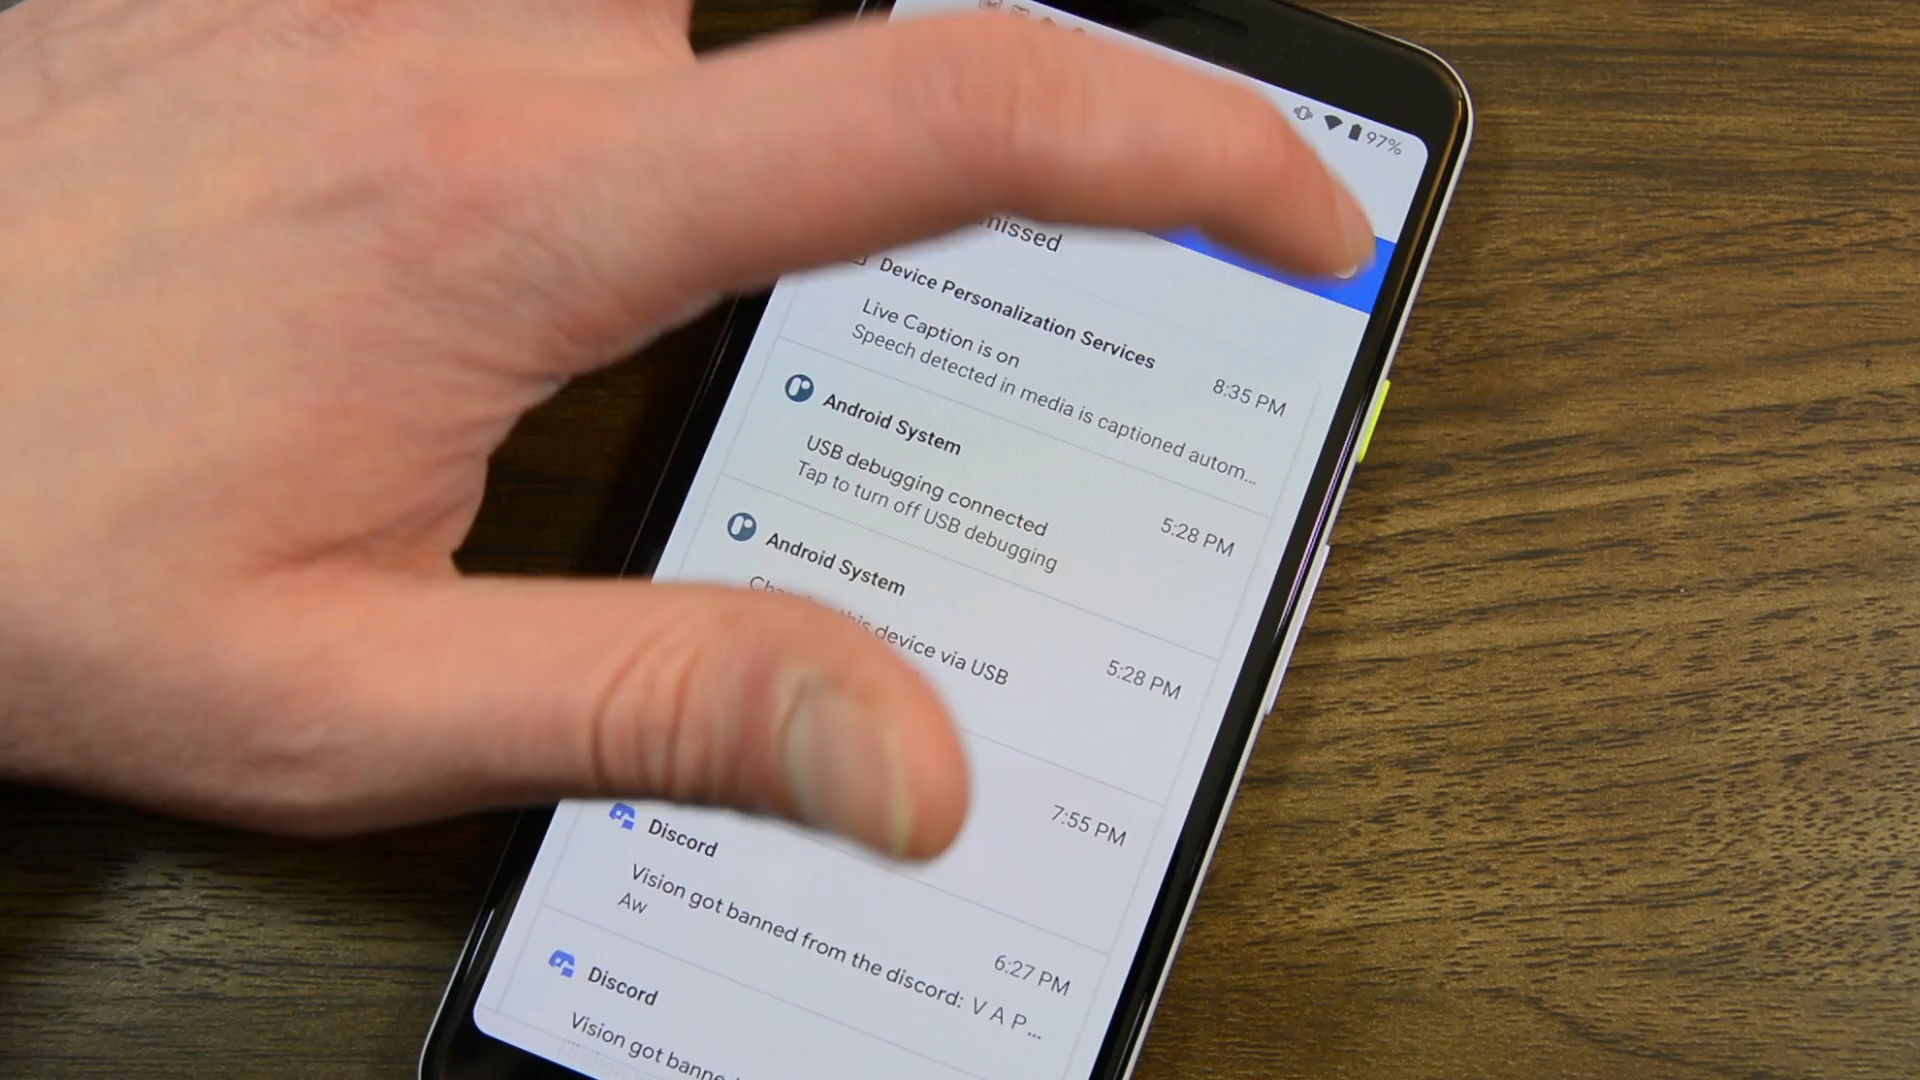 97%
Device Personalization Services
8:35 PM
Live Caption is on
Speech detected in media is captioned autom...
Android System
5:28 PM
USB debugging connected
Tap to turn off USB debugging
Android System
5:28 PM
this device via USB
7:55 PM
Discord
6:27 PM
Vision got banned from the discord: V A P...
Aw
Discord
Vision got